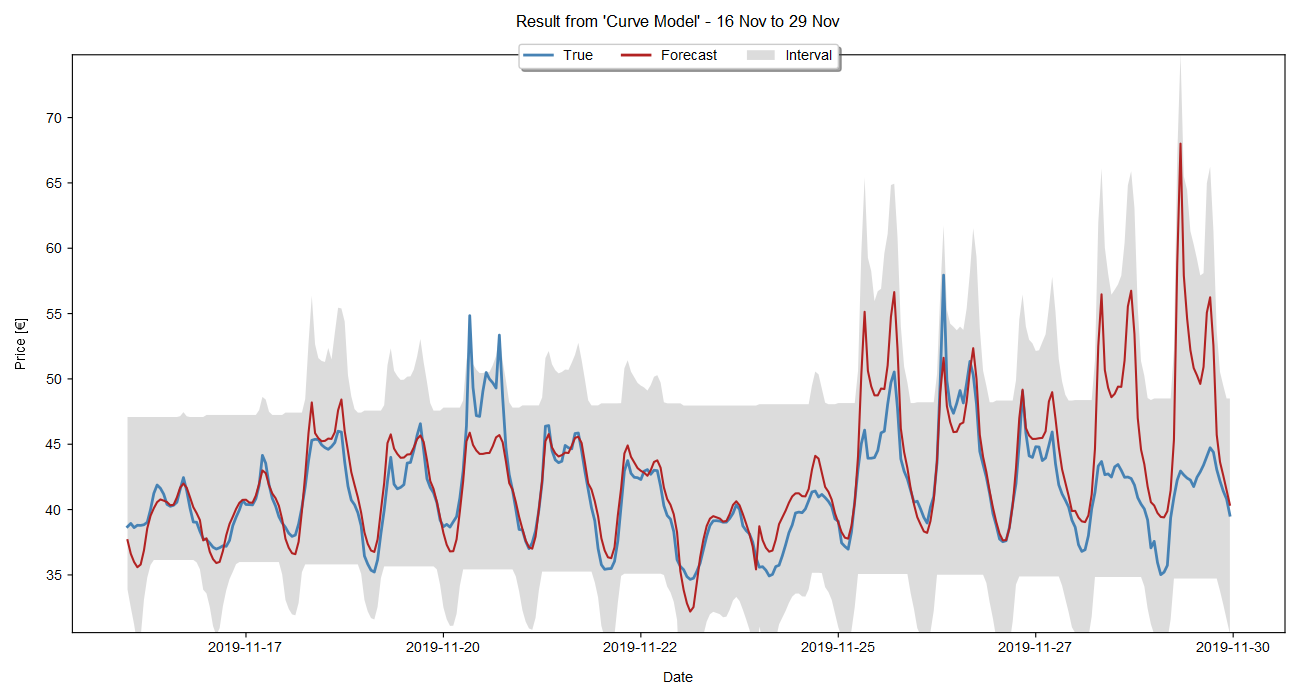 Result from 'Curve Model' - 16 Nov to 29 Nov
True Forecast Interval
70
65
60
55
50
45
40
35
Price [€]
2019-11-17 2019-11-20 2019-11-22 2019-11-25 2019-11-27 2019-11-30
Date